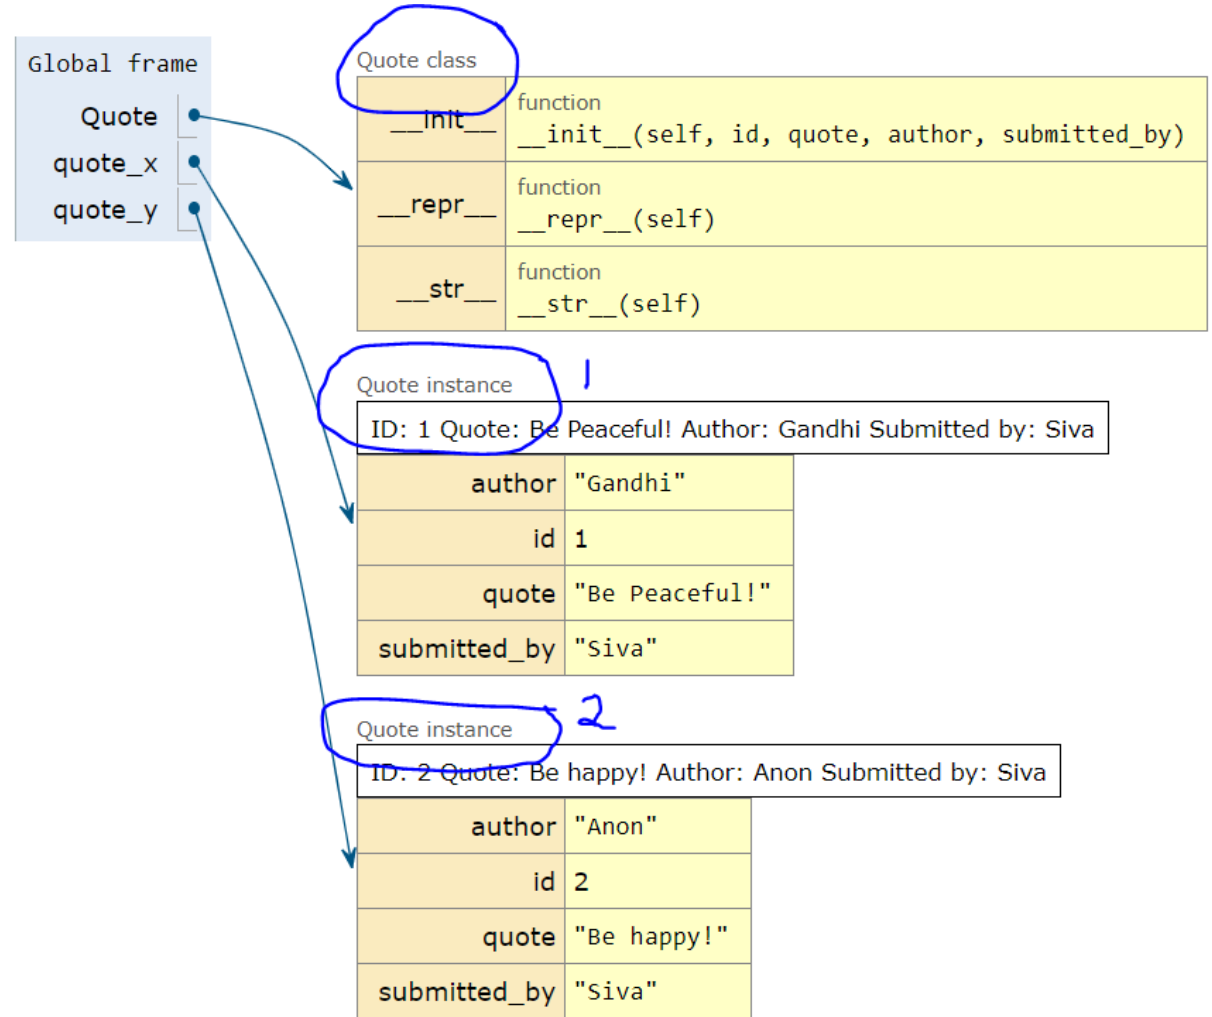 Global frame
Quote
quote_x
quote_y
Quote class
__init__
function
__init__(self, id, quote, author, submitted_by)
__repr__
function
__repr__(self)
__str__
function
__str__(self)
Quote instance
1
ID: 1 Quote: Be Peaceful! Author: Gandhi Submitted by: Siva
author "Gandhi"
id 1
quote "Be Peaceful!"
submitted_by "Siva"
Quote instance
2
ID: 2 Quote: Be happy! Author: Anon Submitted by: Siva
author "Anon"
id 2
quote "Be happy!"
submitted_by "Siva"